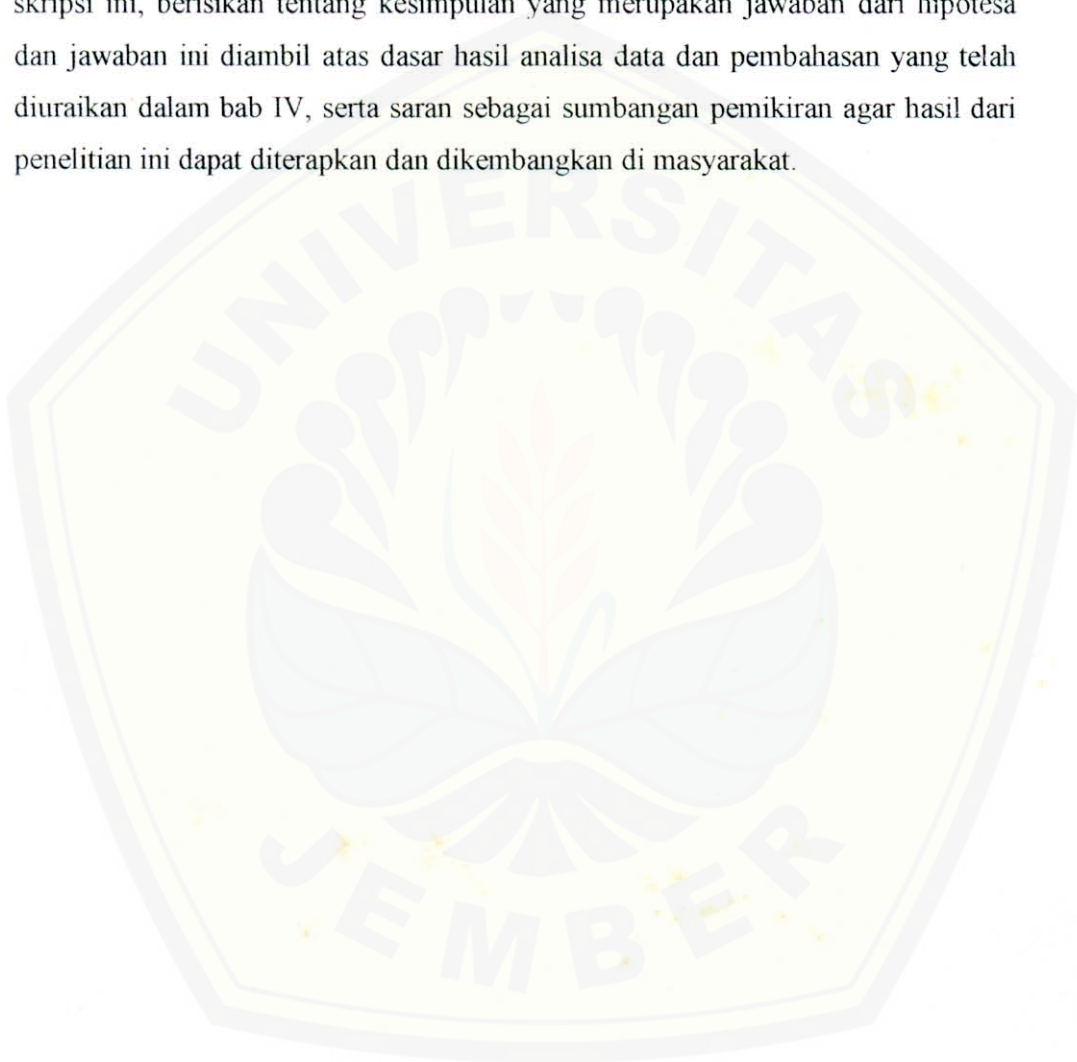 skripsi ini, berisikan tentang kesimpulan yang merupakan jawaban dari hipotesa
dan jawaban ini diambil atas dasar hasil analisa data dan pembahasan yang telah
diuraikan dalam bab IV, serta saran sebagai sumbangan pemikiran agar hasil dari
penelitian ini dapat diterapkan dan dikembangkan di masyarakat.
UNIVERSITAS
JEMBER